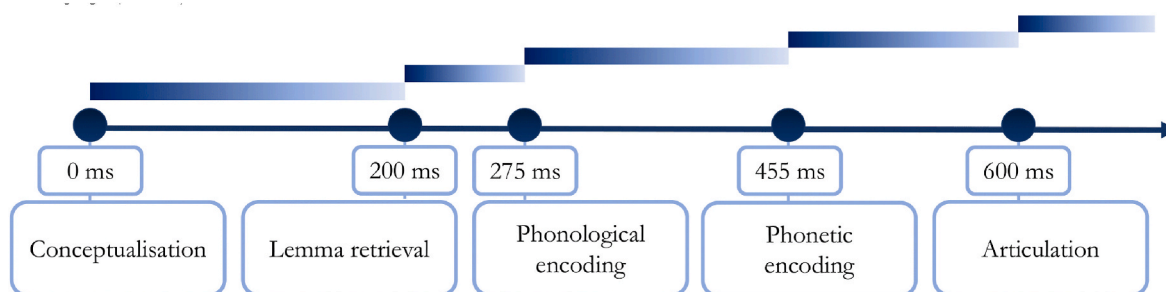 0 ms
200 ms
275 ms
455 ms
600 ms
Conceptualisation
Lemma retrieval
Phonological
encoding
Phonetic
encoding
Articulation